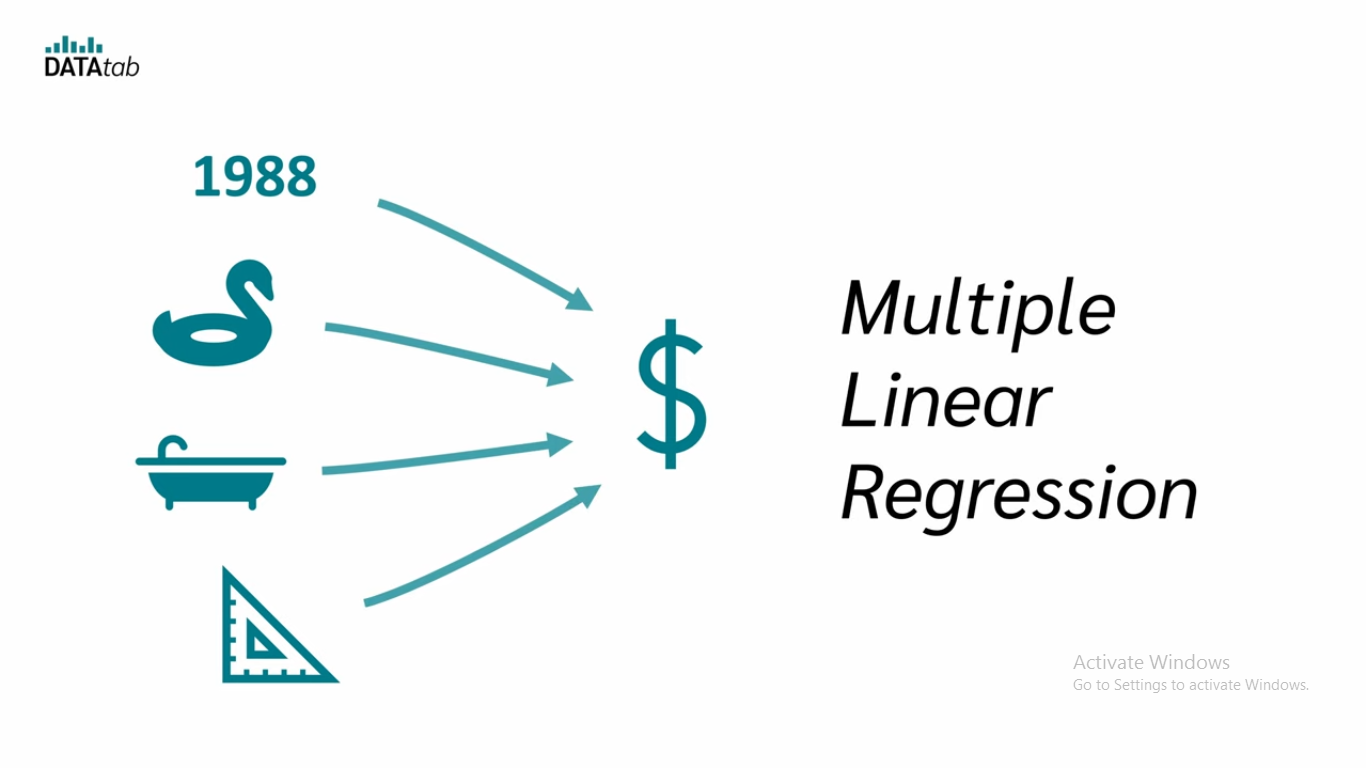 DATAtab
1988
$
Multiple
Linear
Regression
Activate Windows
Go to Settings to activate Windows.